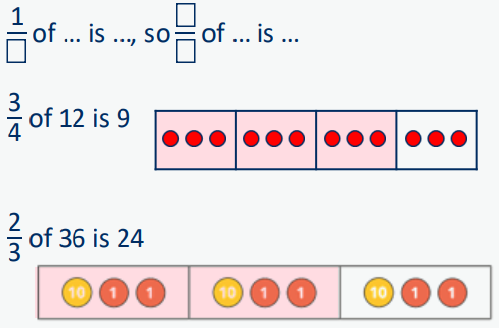 1/□ of ... is ..., so □/□ of ... is ...
3/4 of 12 is 9
2/3 of 36 is 24
10 1 1 10 1 1 10 1 1